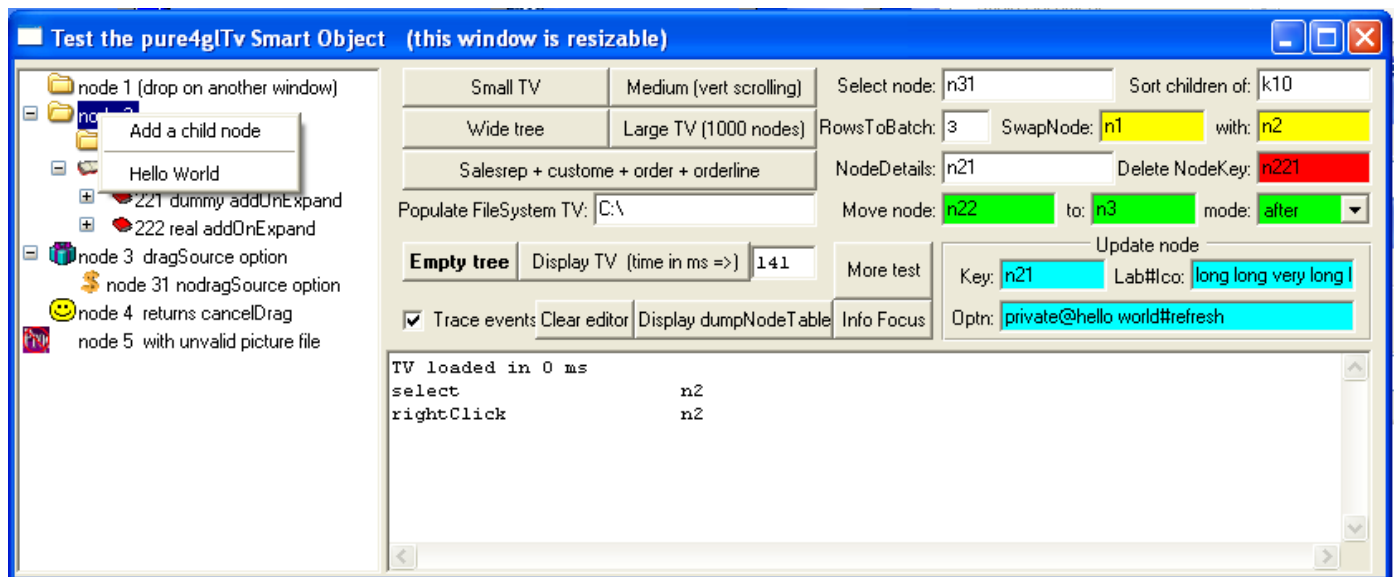 Test the pure4glTv Smart Object (this window is resizable)
node 1 (drop on another window)
Add a child node
Hello World
221 dummy addOnExpand
222 real addOnExpand
node 3 dragSource option
node 31 nodragSource option
node 4 returns cancelDrag
node 5 with unvalid picture file
Small TV Medium (vert scrolling) Select node: n31 Sort children of: k10
Wide tree Large TV (1000 nodes) RowsToBatch: 3 SwapNode: n1 with: n2
Salesrep + custome + order + orderline NodeDetails: n21 Delete NodeKey: n221
Populate FileSystem TV: C:\ Move node: n22 to: n3 mode: after
Update node
Empty tree Display TV (time in ms =>) 141 More test Key: n21 Lab#Ico: long long very long l
Trace events Clear editor Display dumpNodeTable Info Focus Optn: private@hello world#refresh
TV loaded in 0 ms
select n2
rightClick n2